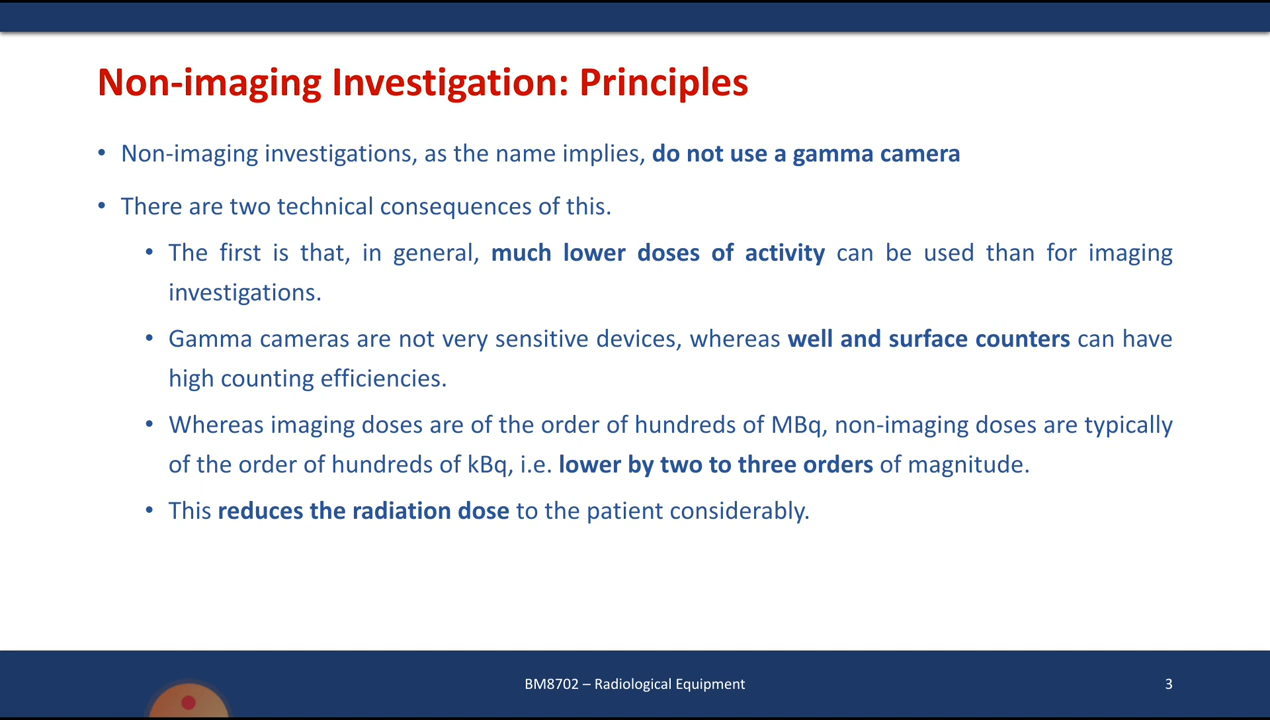 Non-imaging Investigation: Principles
• Non-imaging investigations, as the name implies, do not use a gamma camera
• There are two technical consequences of this.
• The first is that, in general, much lower doses of activity can be used than for imaging
investigations.
• Gamma cameras are not very sensitive devices, whereas well and surface counters can have
high counting efficiencies.
• Whereas imaging doses are of the order of hundreds of MBq, non-imaging doses are typically
of the order of hundreds of kBq, i.e. lower by two to three orders of magnitude.
• This reduces the radiation dose to the patient considerably.
BM8702 – Radiological Equipment
3